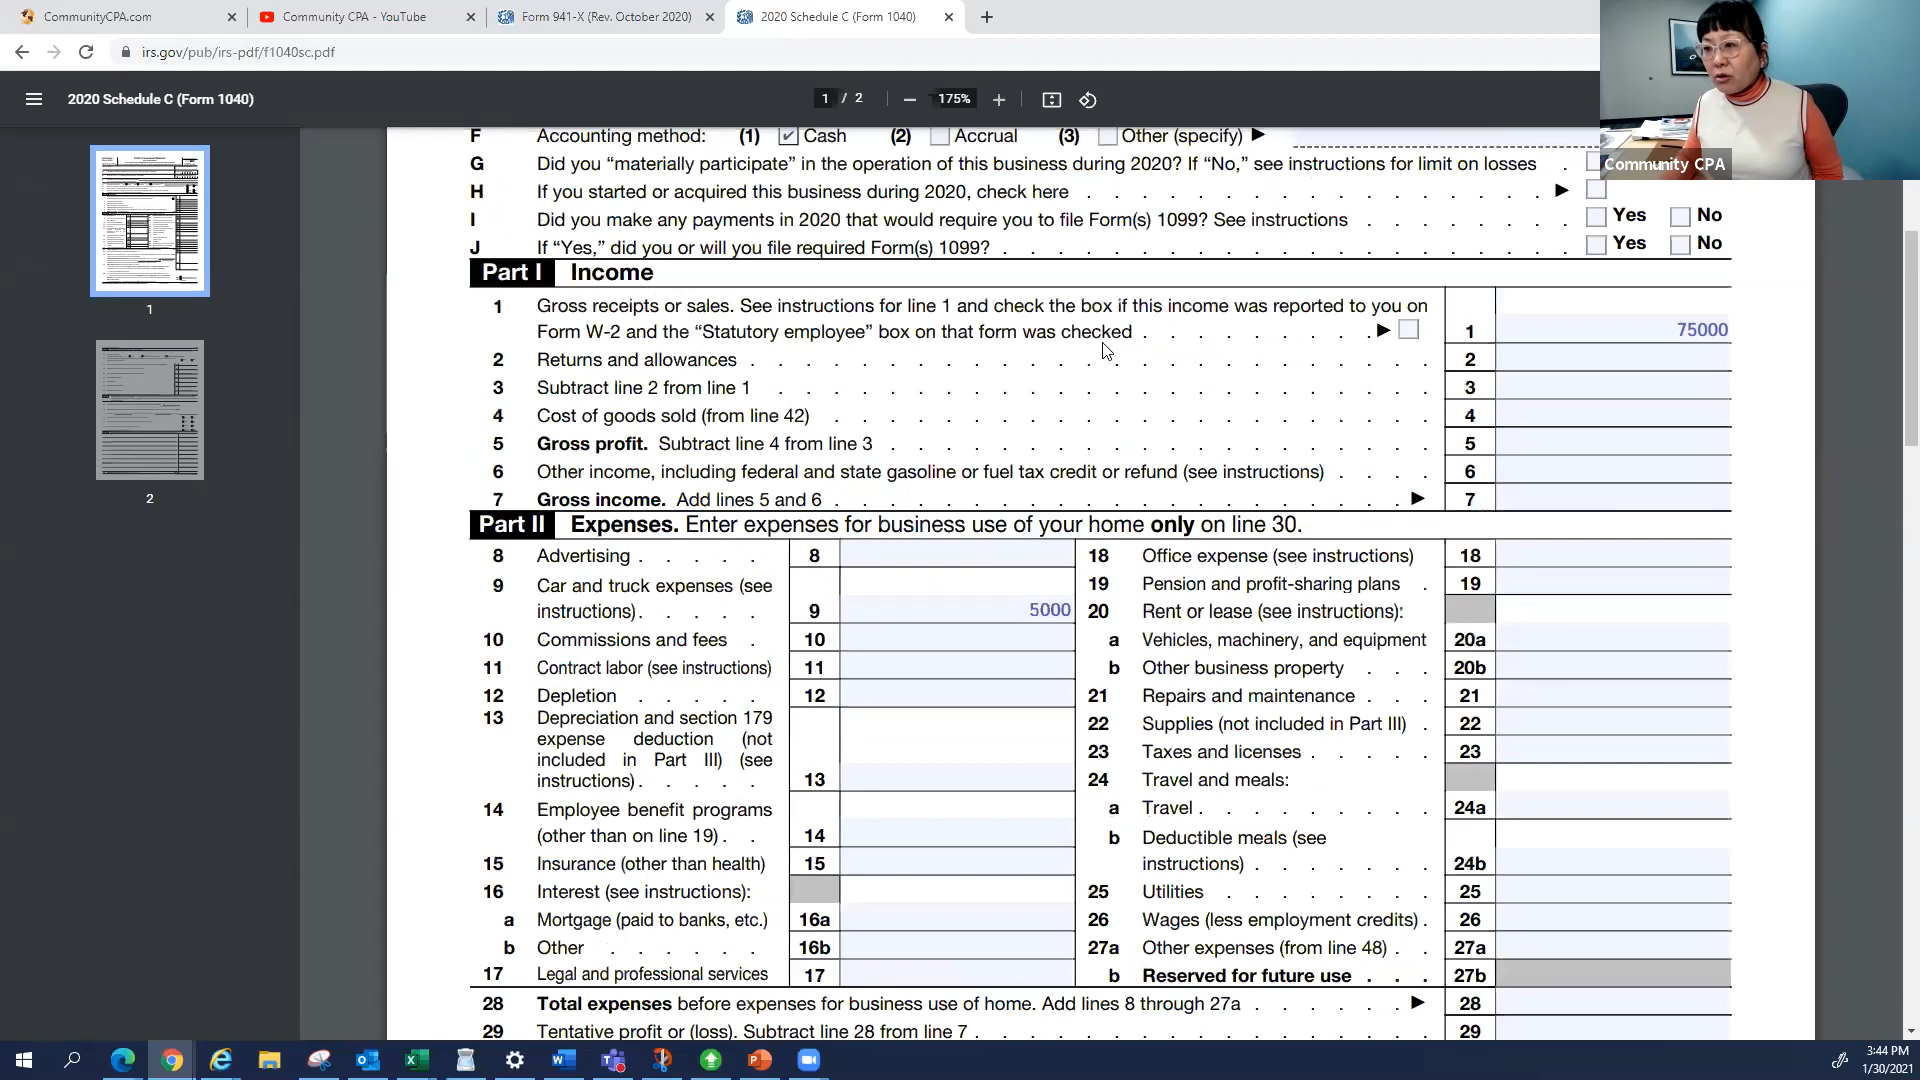 CommunityCPA.com
Community CPA - YouTube
Form 941-X (Rev. October 2020)
2020 Schedule C (Form 1040)
irs.gov/pub/irs-pdf/f1040sc.pdf
2020 Schedule C (Form 1040)
1 / 2
175%
Community CPA
1
2
F Accounting method: (1) Cash (2) Accrual (3) Other (specify)
G Did you “materially participate” in the operation of this business during 2020? If “No,” see instructions for limit on losses .
H If you started or acquired this business during 2020, check here
I Did you make any payments in 2020 that would require you to file Form(s) 1099? See instructions Yes No
J If “Yes,” did you or will you file required Form(s) 1099? Yes No
Part I Income
1 Gross receipts or sales. See instructions for line 1 and check the box if this income was reported to you on
Form W-2 and the “Statutory employee” box on that form was checked 1 75000
2 Returns and allowances 2
3 Subtract line 2 from line 1 3
4 Cost of goods sold (from line 42) 4
5 Gross profit. Subtract line 4 from line 3 5
6 Other income, including federal and state gasoline or fuel tax credit or refund (see instructions) 6
7 Gross income. Add lines 5 and 6 7
Part II Expenses. Enter expenses for business use of your home only on line 30.
8 Advertising 8
9 Car and truck expenses (see
instructions) 9 5000
10 Commissions and fees 10
11 Contract labor (see instructions) 11
12 Depletion 12
13 Depreciation and section 179
expense deduction (not
included in Part III) (see
instructions) 13
14 Employee benefit programs
(other than on line 19) 14
15 Insurance (other than health) 15
16 Interest (see instructions):
a Mortgage (paid to banks, etc.) 16a
b Other 16b
17 Legal and professional services 17
18 Office expense (see instructions) 18
19 Pension and profit-sharing plans 19
20 Rent or lease (see instructions):
a Vehicles, machinery, and equipment 20a
b Other business property 20b
21 Repairs and maintenance 21
22 Supplies (not included in Part III) 22
23 Taxes and licenses 23
24 Travel and meals:
a Travel 24a
b Deductible meals (see
instructions) 24b
25 Utilities 25
26 Wages (less employment credits) 26
27a Other expenses (from line 48) 27a
b Reserved for future use 27b
28 Total expenses before expenses for business use of home. Add lines 8 through 27a 28
29 Tentative profit or (loss). Subtract line 28 from line 7 29
3:44 PM
1/30/2021